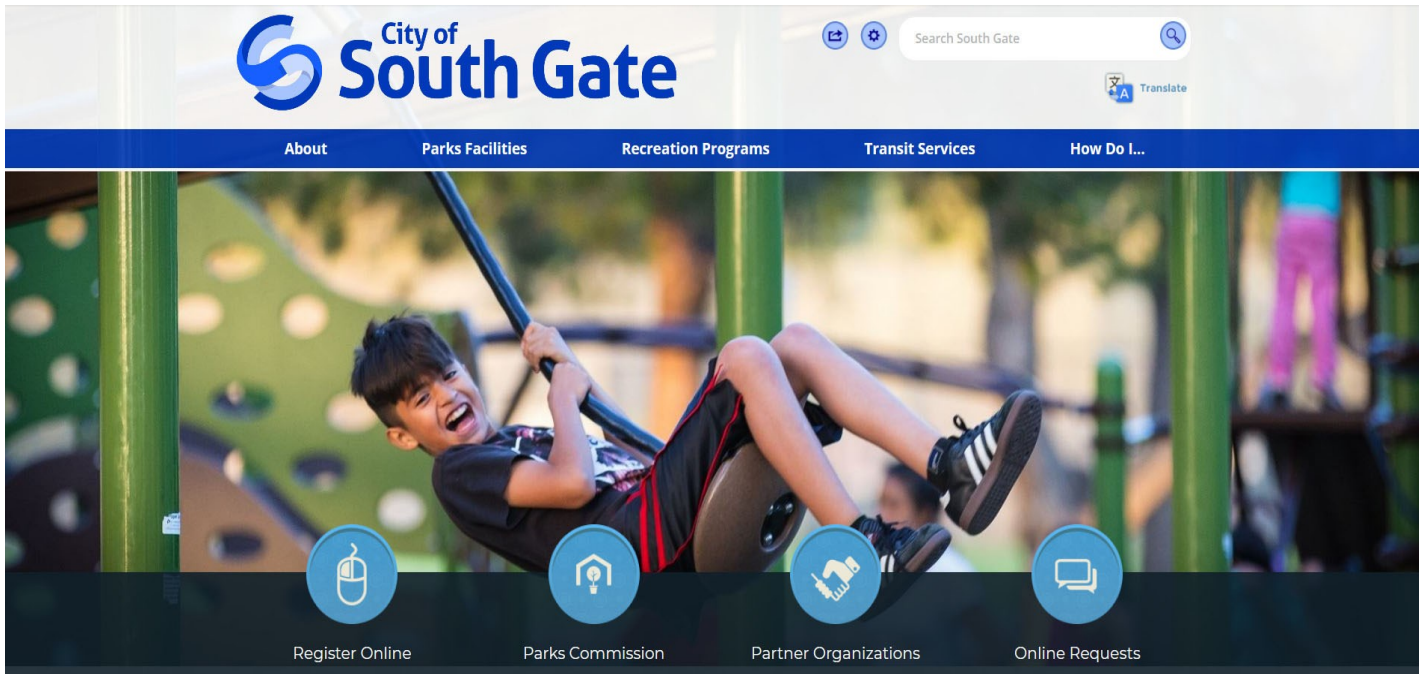 City of
South Gate
Search South Gate
文
A
Translate
About
Parks Facilities
Recreation Programs
Transit Services
How Do I...
Register Online
Parks Commission
Partner Organizations
Online Requests